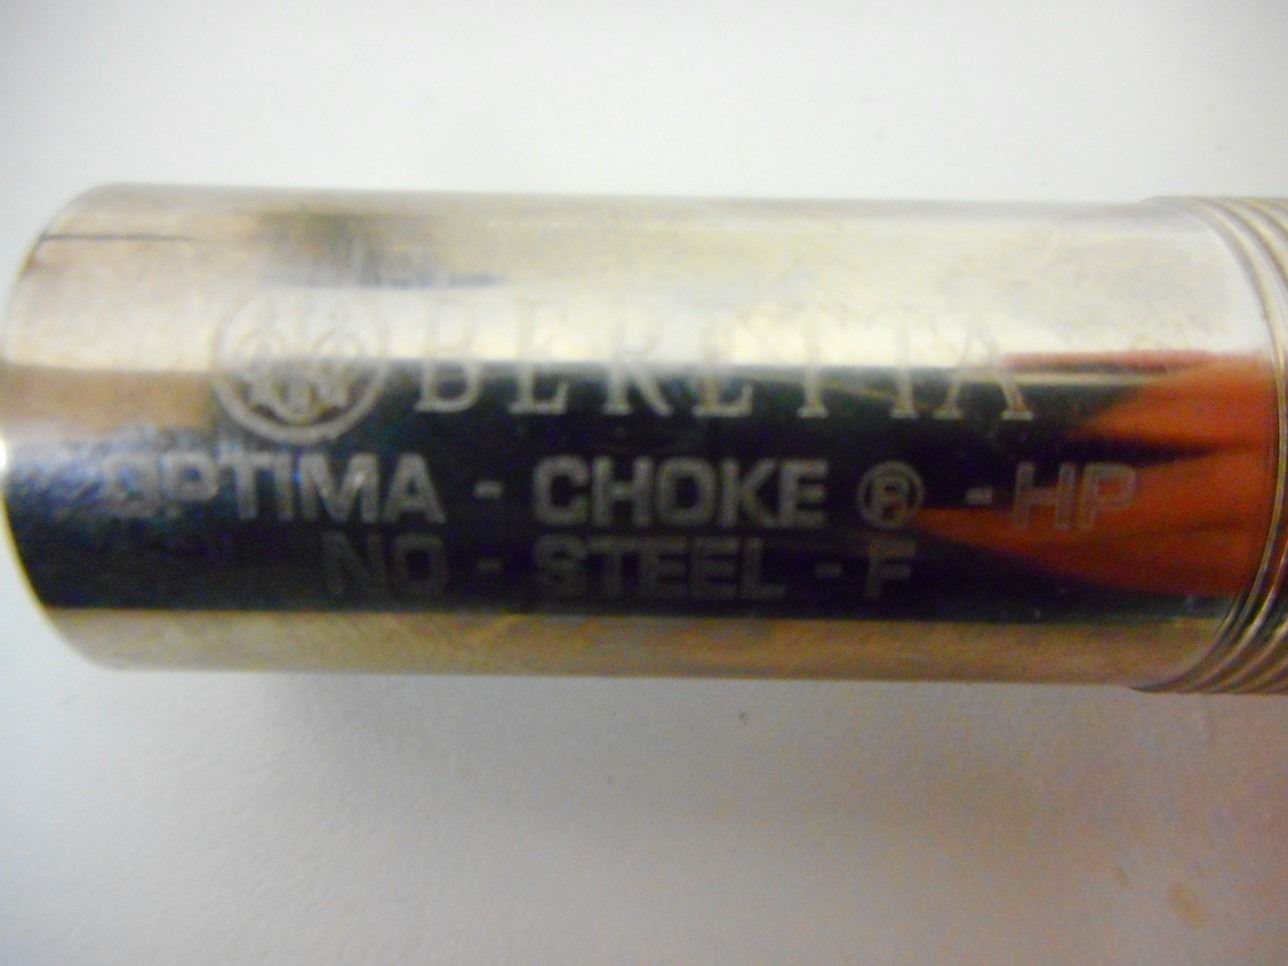 BERETTA
OPTIMA - CHOKE ® - HP
NO - STEEL - F